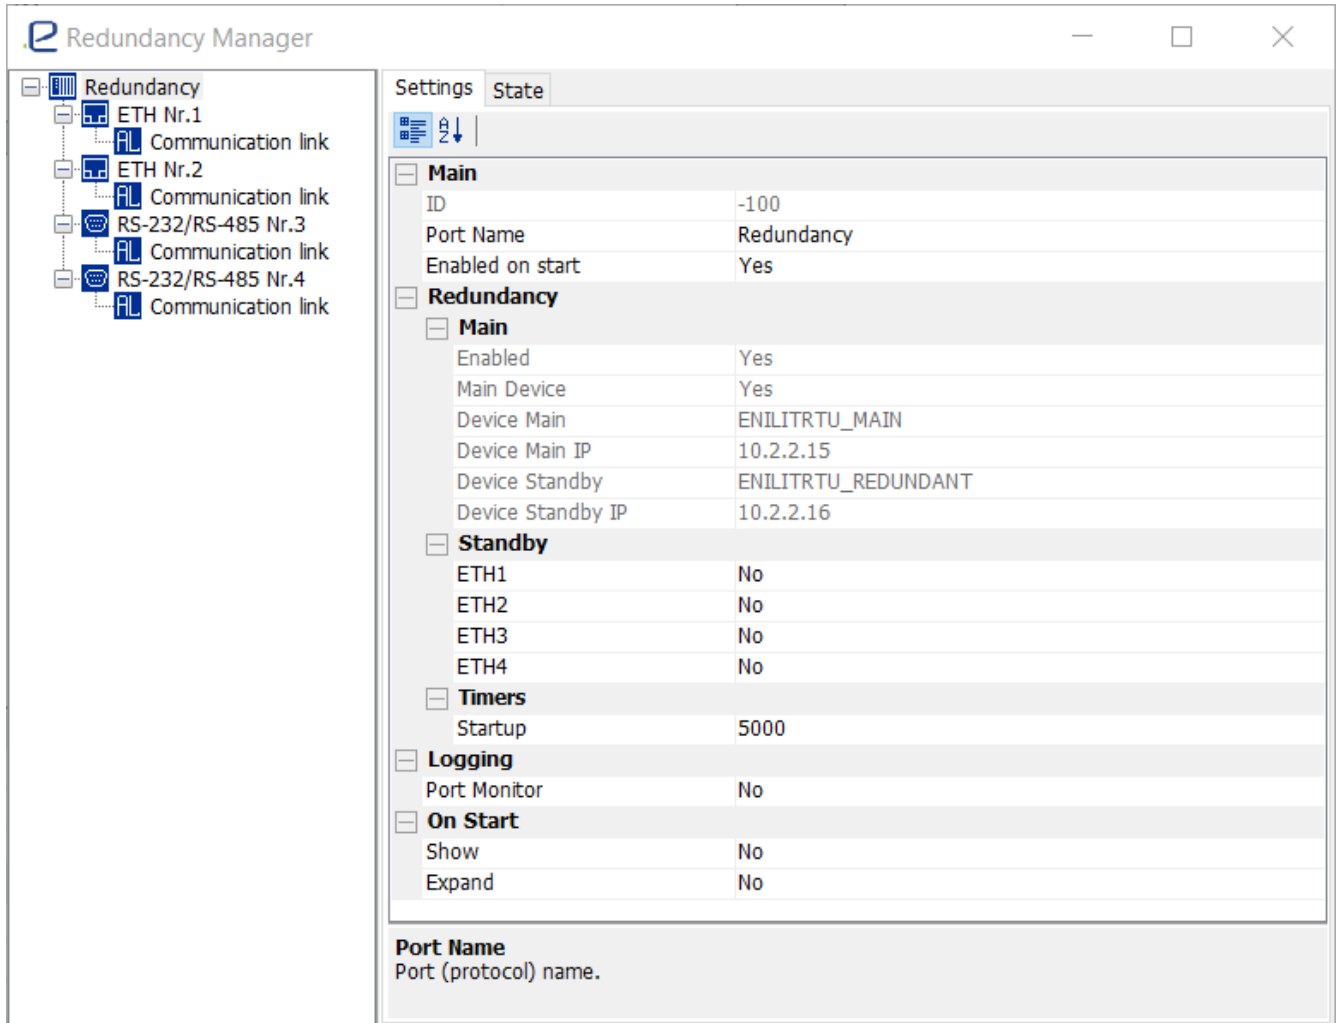 Redundancy Manager
Redundancy
ETH Nr.1
Communication link
ETH Nr.2
Communication link
RS-232/RS-485 Nr.3
Communication link
RS-232/RS-485 Nr.4
Communication link
Settings State
Main
ID -100
Port Name Redundancy
Enabled on start Yes
Redundancy
Main
Enabled Yes
Main Device Yes
Device Main ENILITRTU_MAIN
Device Main IP 10.2.2.15
Device Standby ENILITRTU_REDUNDANT
Device Standby IP 10.2.2.16
Standby
ETH1 No
ETH2 No
ETH3 No
ETH4 No
Timers
Startup 5000
Logging
Port Monitor No
On Start
Show No
Expand No
Port Name
Port (protocol) name.